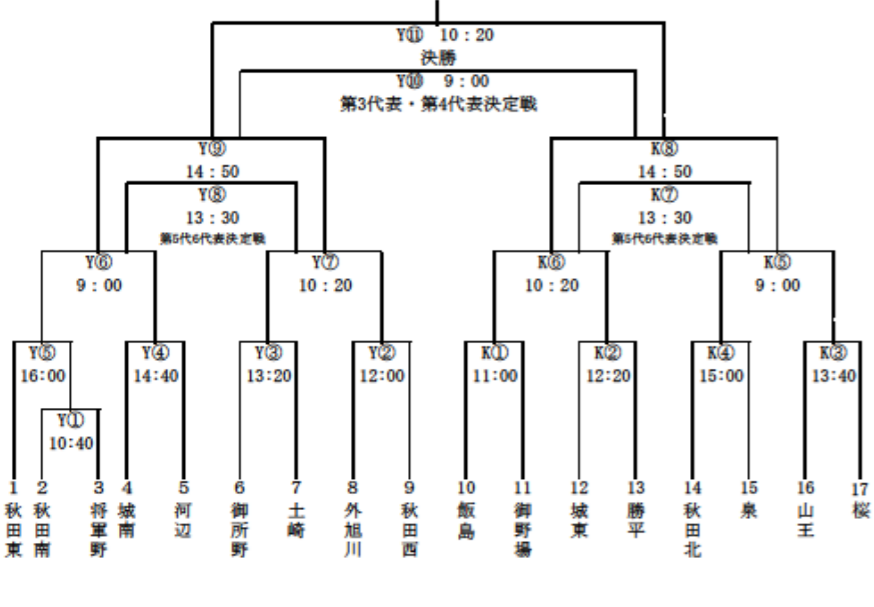 Y⑪ 10:20
決勝
Y⑩ 9:00
第3代表・第4代表決定戦
Y⑨
14:50
Y⑧
13:30
第5代6代表決定戦
K⑧
14:50
K⑦
13:30
第5代6代表決定戦
Y⑥
9:00
Y⑦
10:20
K⑥
10:20
K⑤
9:00
Y⑤
16:00
Y④
14:40
Y③
13:20
Y②
12:00
K①
11:00
K②
12:20
K④
15:00
K③
13:40
Y①
10:40
1 秋田東
2 秋田南
3 将軍野
4 城南
5 河辺
6 御所野
7 土崎
8 外旭川
9 秋田西
10 飯島
11 御野場
12 城東
13 勝平
14 秋田北
15 泉
16 山王
17 桜